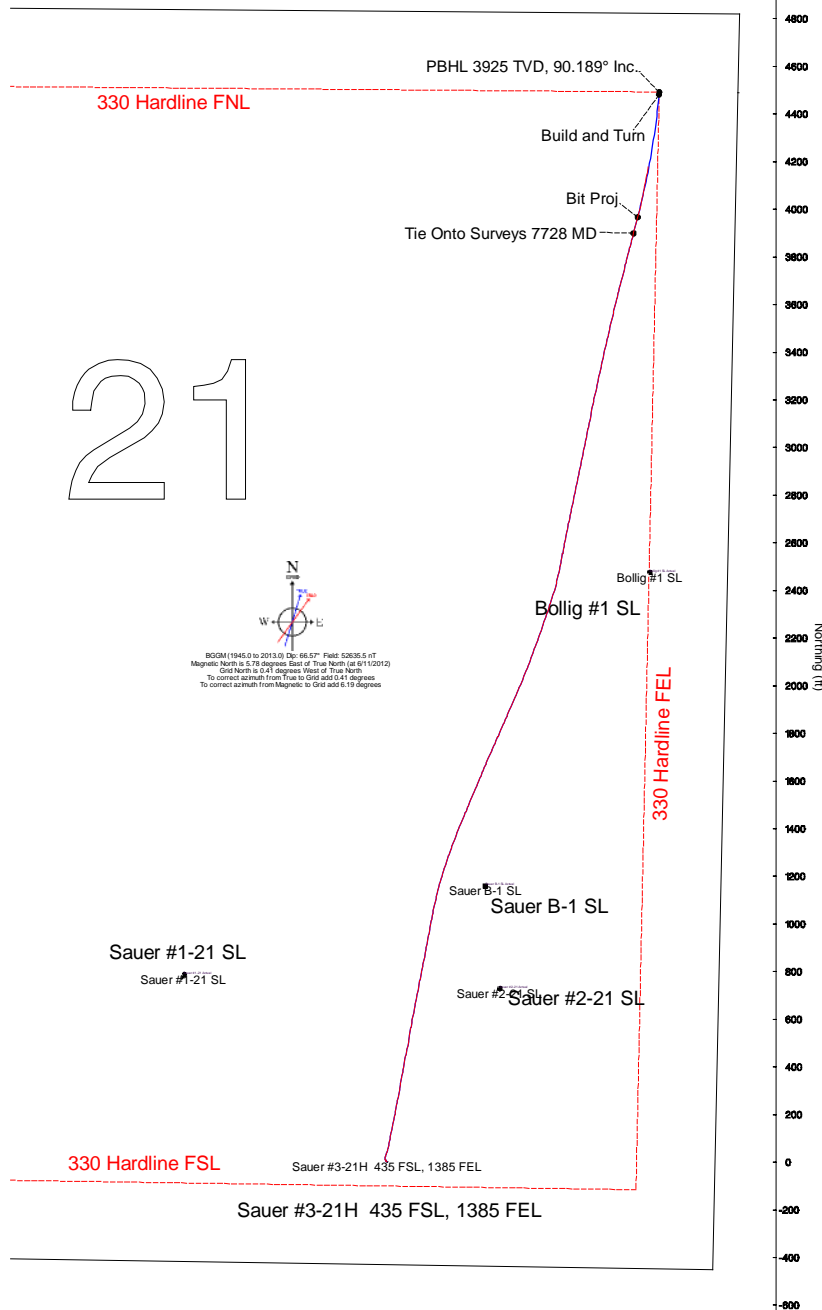 4800
PBHL 3925 TVD, 90.189° Inc.
4600
330 Hardline FNL
4400
Build and Turn
4200
Bit Proj.
4000
Tie Onto Surveys 7728 MD
3800
3600
3400
21
3200
3000
2800
2600
Bollig #1 SL
N
W
E
BGGM (1945.0 to 2013.0) Dip: 66.57° Field: 52635.5 nT
Magnetic North is 5.78 degrees East of True North (at 6/11/2012)
Grid North is 0.41 degrees West of True North
To correct azimuth from True to Grid add 0.41 degrees
To correct azimuth from Magnetic to Grid add 6.19 degrees
2400
Bollig #1 SL
2200
Northing (ft)
2000
330 Hardline FEL
1800
1600
1400
1200
Sauer B-1 SL
Sauer B-1 SL
1000
Sauer #1-21 SL
Sauer #1-21 SL
800
Sauer #2-21 SL
Sauer #2-21 SL
600
400
200
330 Hardline FSL
Sauer #3-21H 435 FSL, 1385 FEL
0
Sauer #3-21H 435 FSL, 1385 FEL
-200
-400
-600